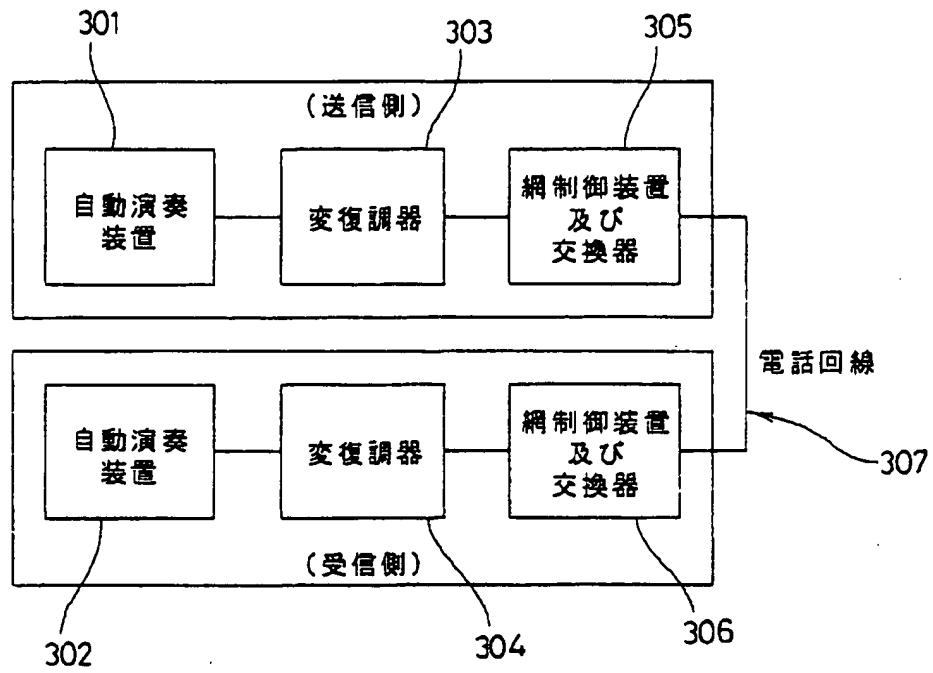 301
303
305
(送信側)
自動演奏
装置
変復調器
網制御装置
及び
交換器
電話回線
307
自動演奏
装置
変復調器
網制御装置
及び
交換器
(受信側)
302
304
306